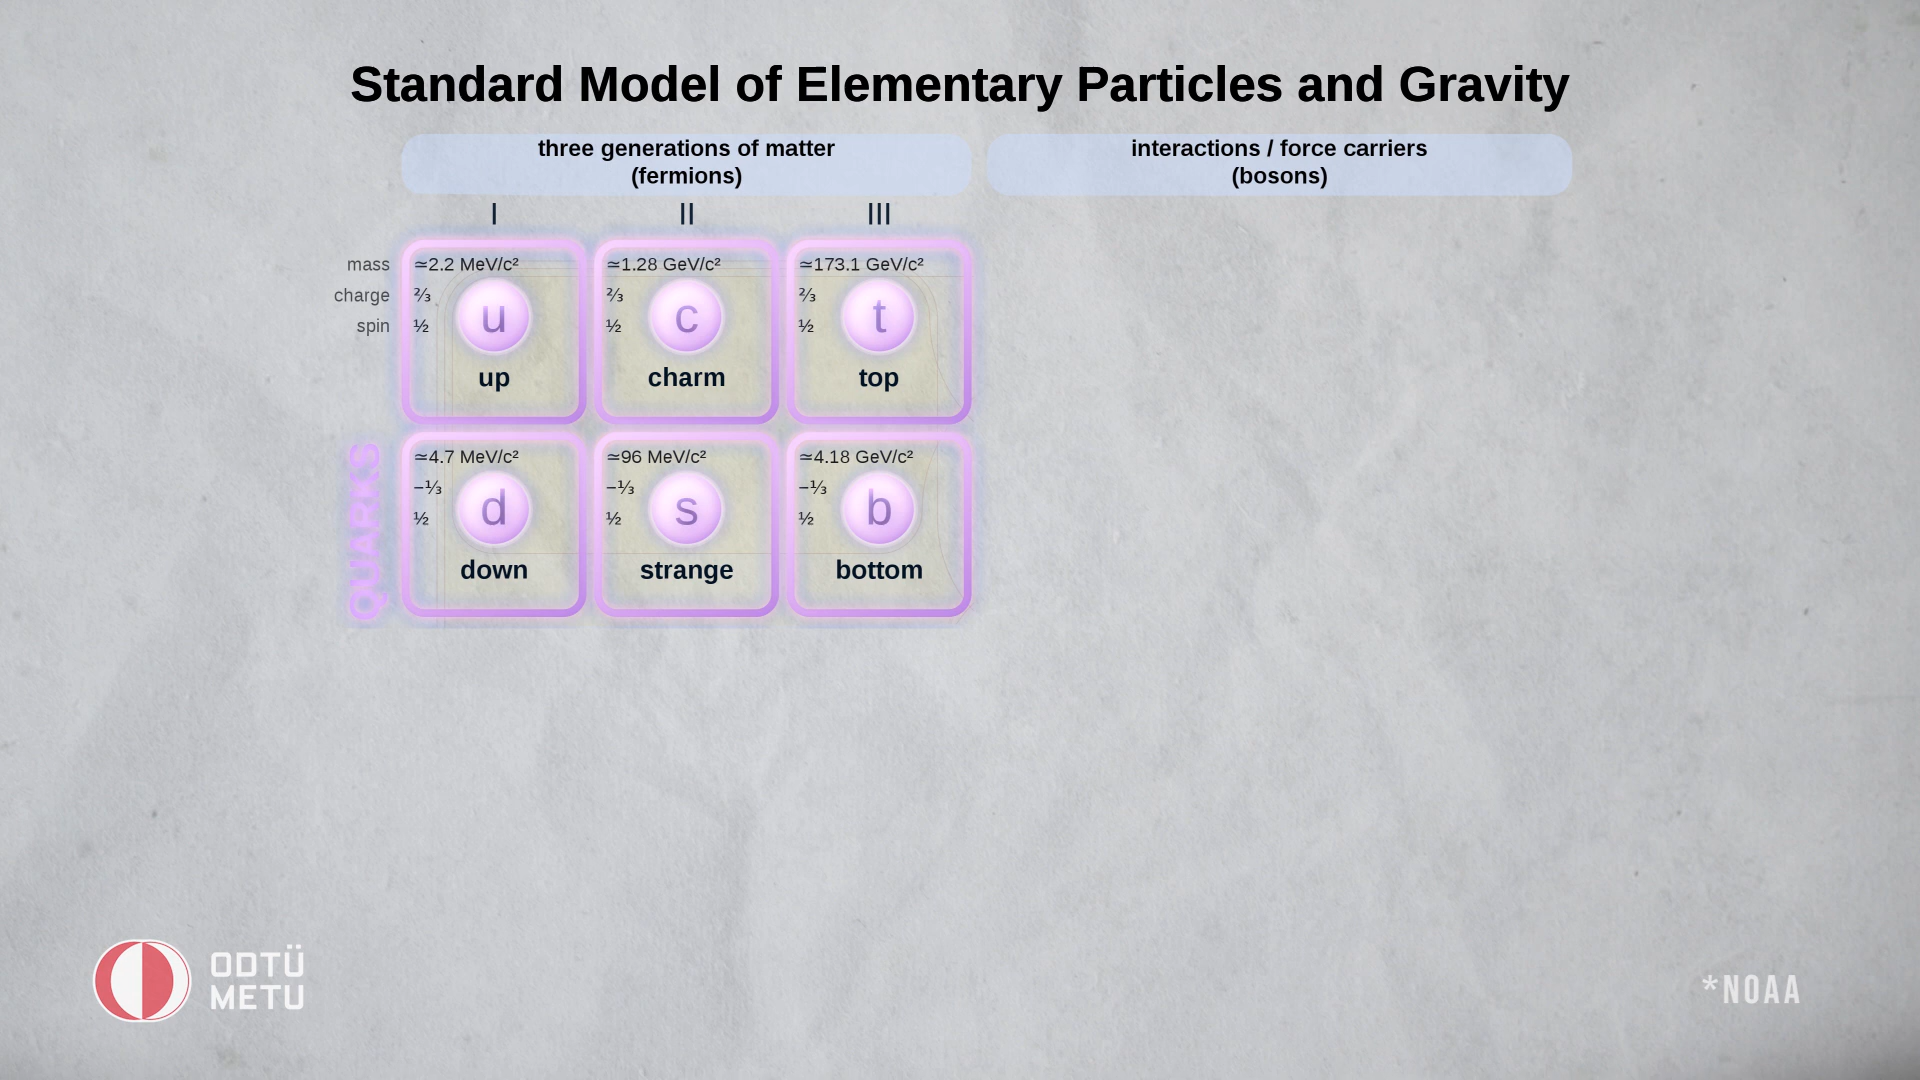 Standard Model of Elementary Particles and Gravity
three generations of matter
(fermions)
interactions / force carriers
(bosons)
I II III
mass ≃2.2 MeV/c² ≃1.28 GeV/c² ≃173.1 GeV/c²
charge ⅔ ⅔ ⅔
spin ½ ½ ½
u c t
up charm top
QUARKS
≃4.7 MeV/c² ≃96 MeV/c² ≃4.18 GeV/c²
−⅓ −⅓ −⅓
½ ½ ½
d s b
down strange bottom
ODTÜ
METU
*NOAA